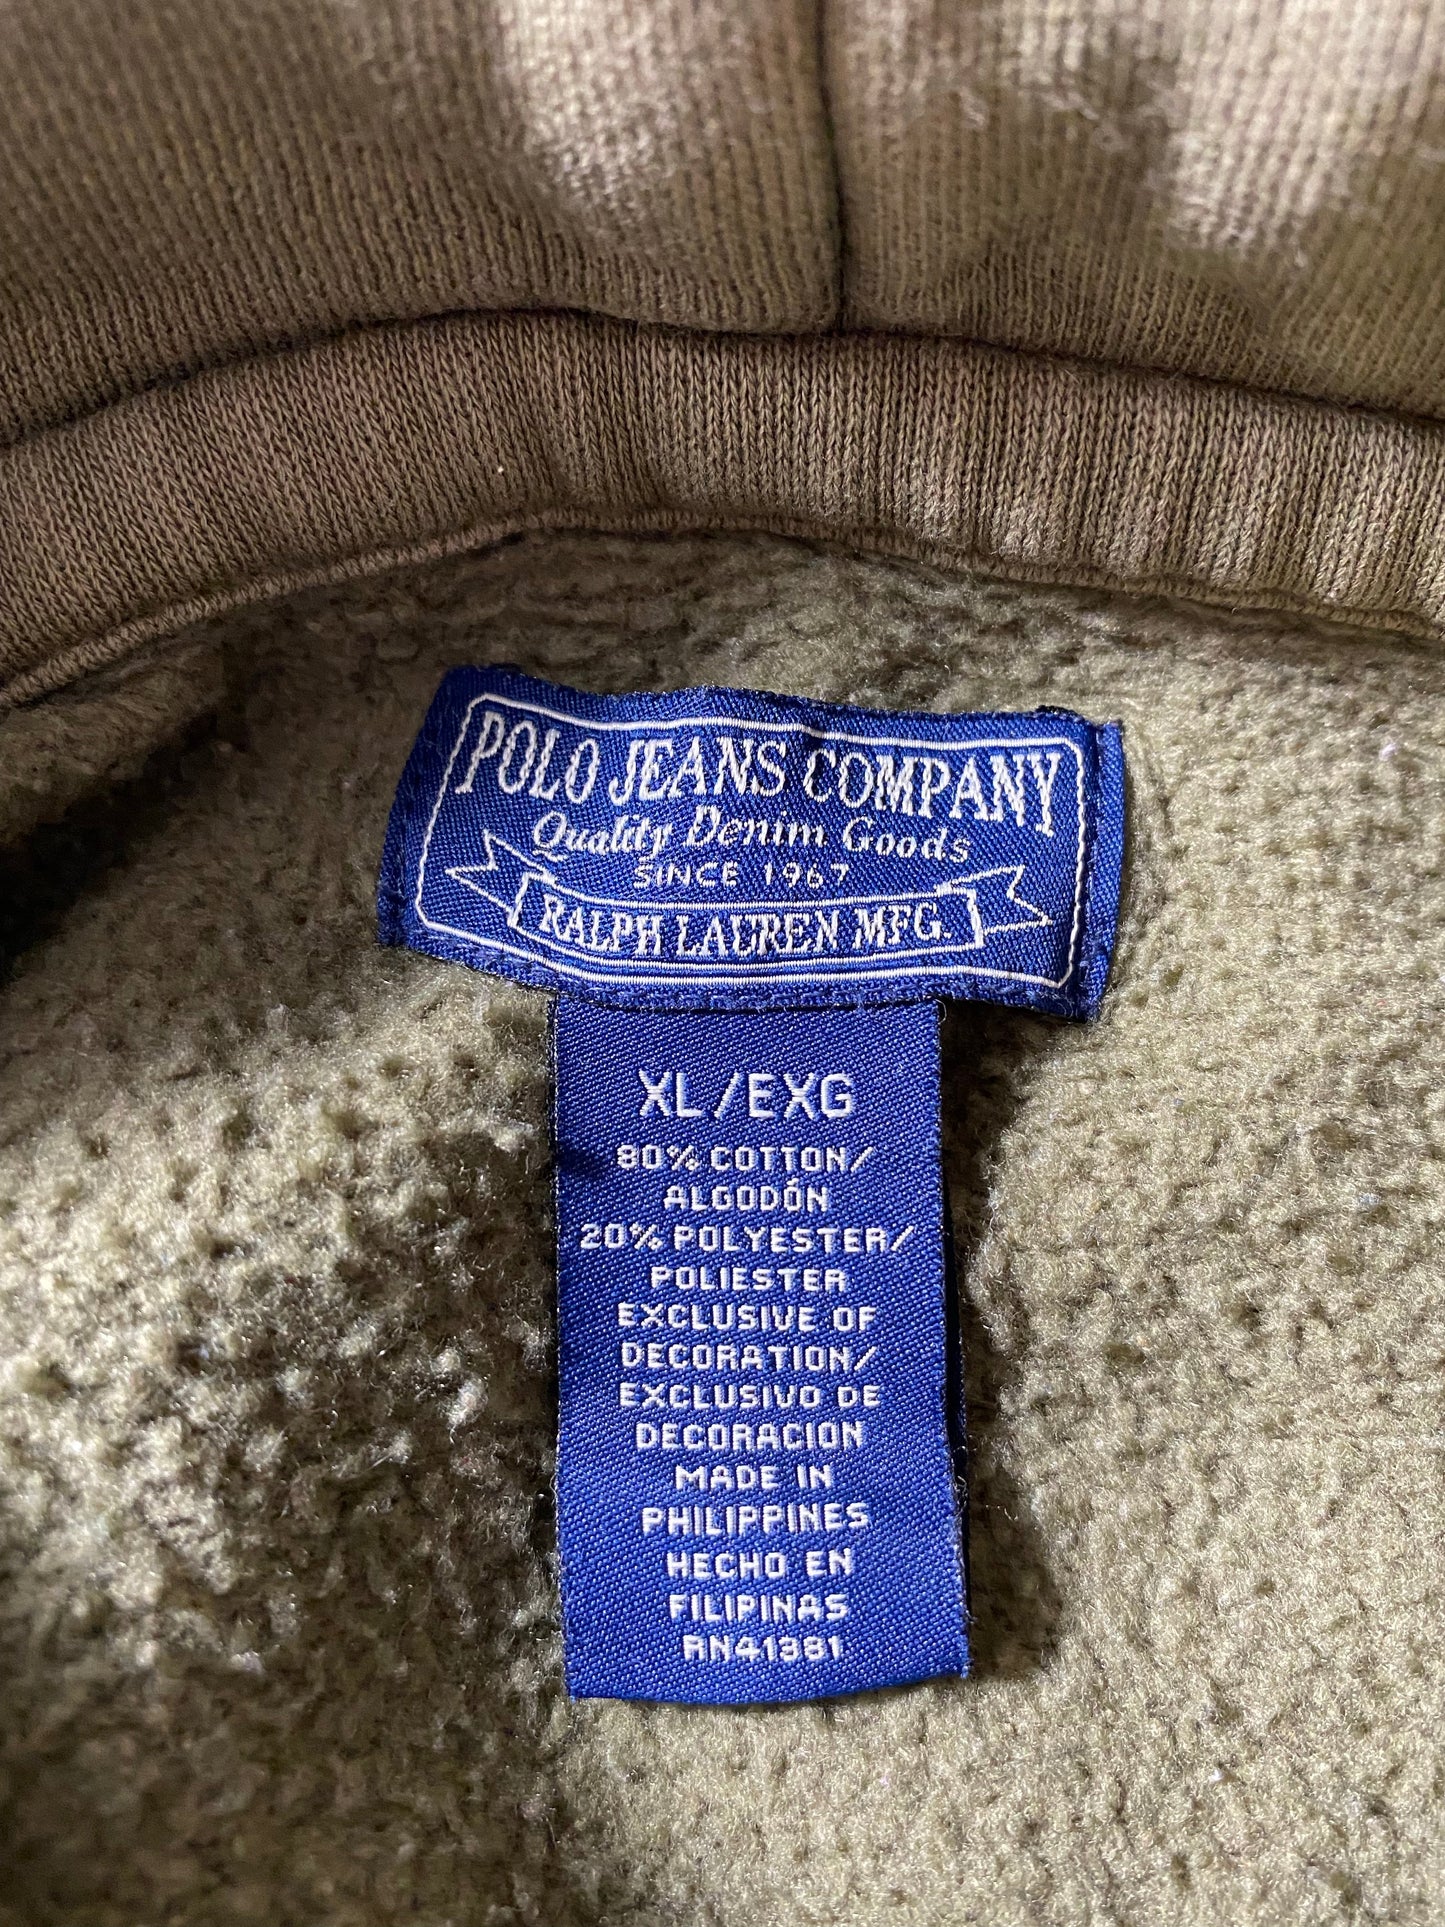 POLO JEANS COMPANY
Quality Denim Goods
SINCE 1967
RALPH LAUREN MFG.
XL/EXG
80% COTTON/
ALGODÓN
20% POLYESTER/
POLIESTER
EXCLUSIVE OF
DECORATION/
EXCLUSIVO DE
DECORACION
MADE IN
PHILIPPINES
HECHO EN
FILIPINAS
RN41381